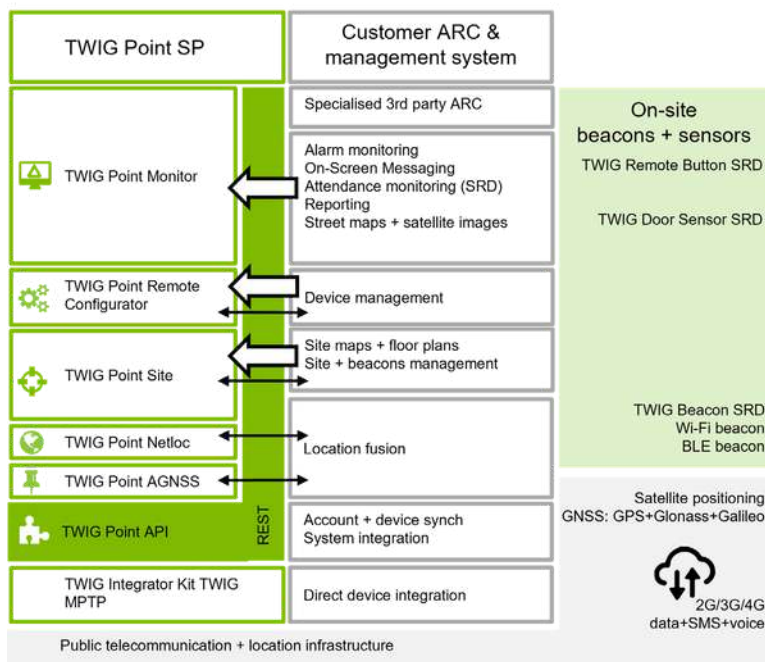 TWIG Point SP
Customer ARC &
management system
Specialised 3rd party ARC
TWIG Point Monitor
Alarm monitoring
On-Screen Messaging
Attendance monitoring (SRD)
Reporting
Street maps + satellite images
TWIG Point Remote
Configurator
Device management
TWIG Point Site
Site maps + floor plans
Site + beacons management
TWIG Point Netloc
Location fusion
TWIG Point AGNSS
TWIG Point API
REST
Account + device synch
System integration
TWIG Integrator Kit TWIG
MPTP
Direct device integration
On-site
beacons + sensors
TWIG Remote Button SRD
TWIG Door Sensor SRD
TWIG Beacon SRD
Wi-Fi beacon
BLE beacon
Satellite positioning
GNSS: GPS+Glonass+Galileo
2G/3G/4G
data+SMS+voice
Public telecommunication + location infrastructure